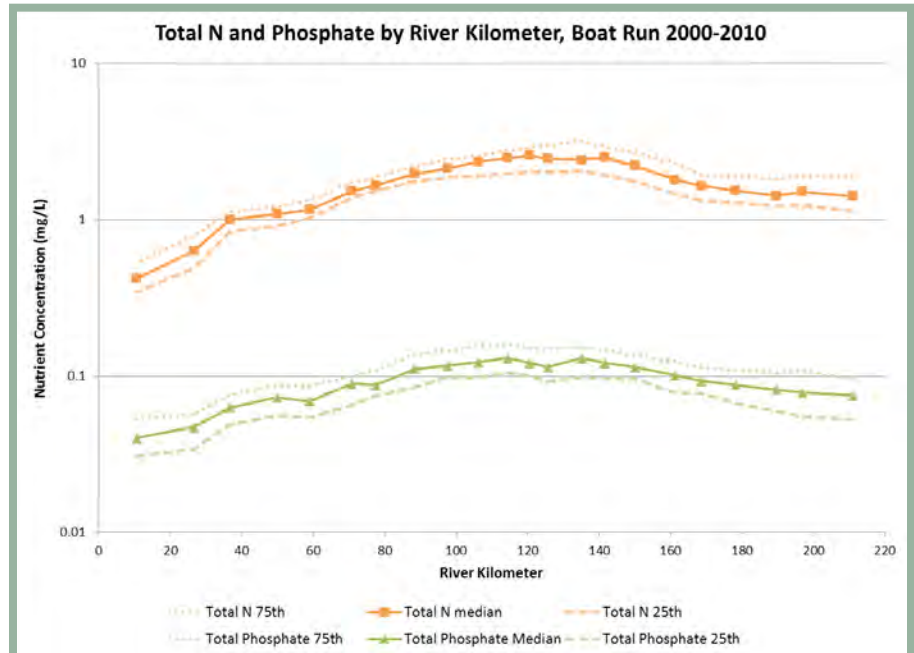 Total N and Phosphate by River Kilometer, Boat Run 2000-2010
10
1
0.1
0.01
Nutrient Concentration (mg/L)
0 20 40 60 80 100 120 140 160 180 200 220
River Kilometer
Total N 75th Total N median Total N 25th
Total Phosphate 75th Total Phosphate Median Total Phosphate 25th